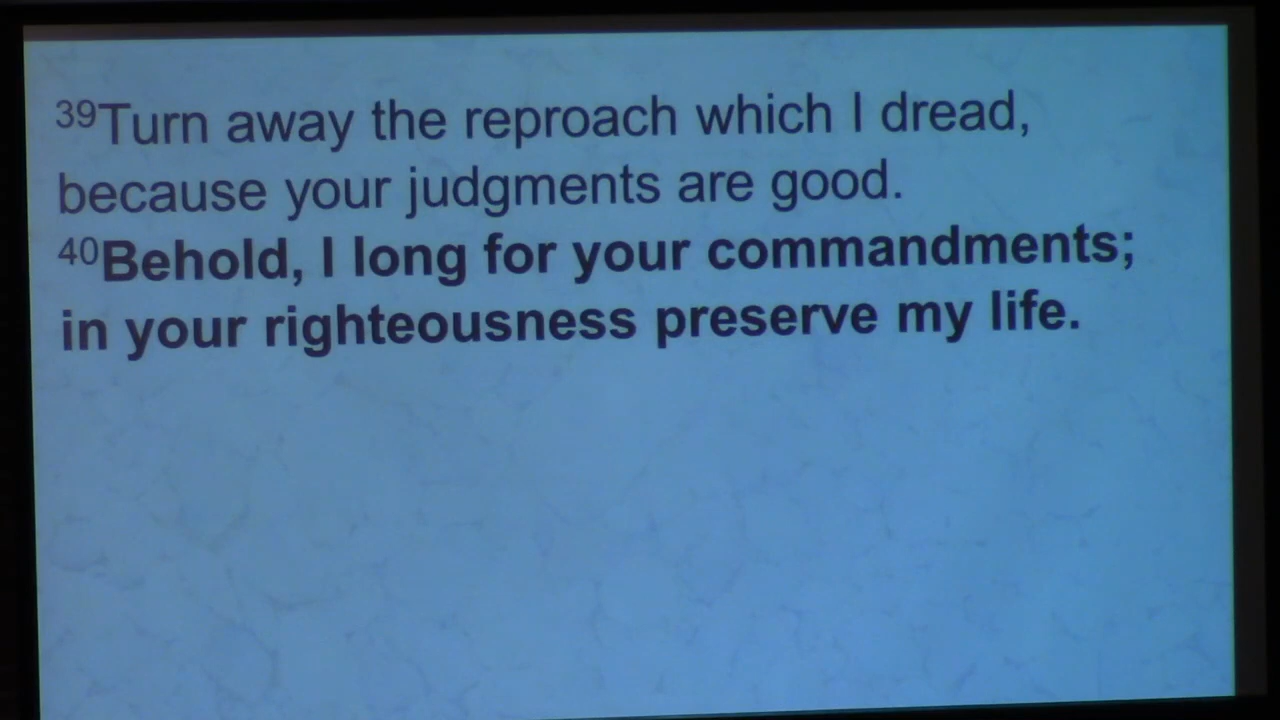 39Turn away the reproach which I dread,
because your judgments are good.
40Behold, I long for your commandments;
in your righteousness preserve my life.